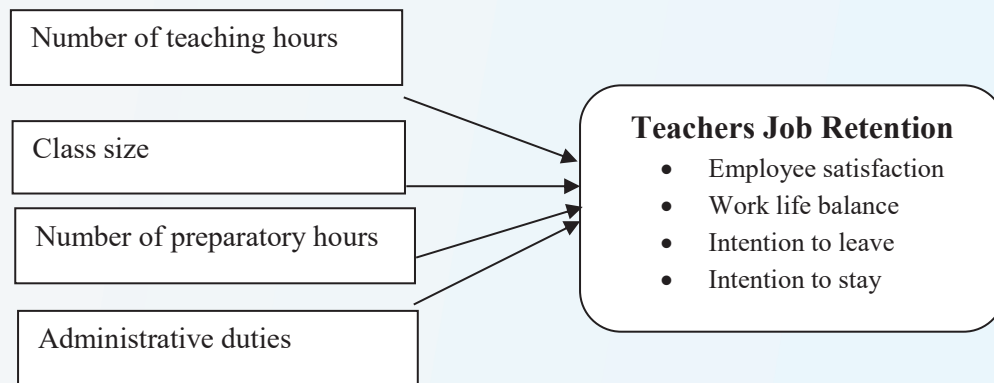 Number of teaching hours
Class size
Number of preparatory hours
Administrative duties
Teachers Job Retention
• Employee satisfaction
• Work life balance
• Intention to leave
• Intention to stay